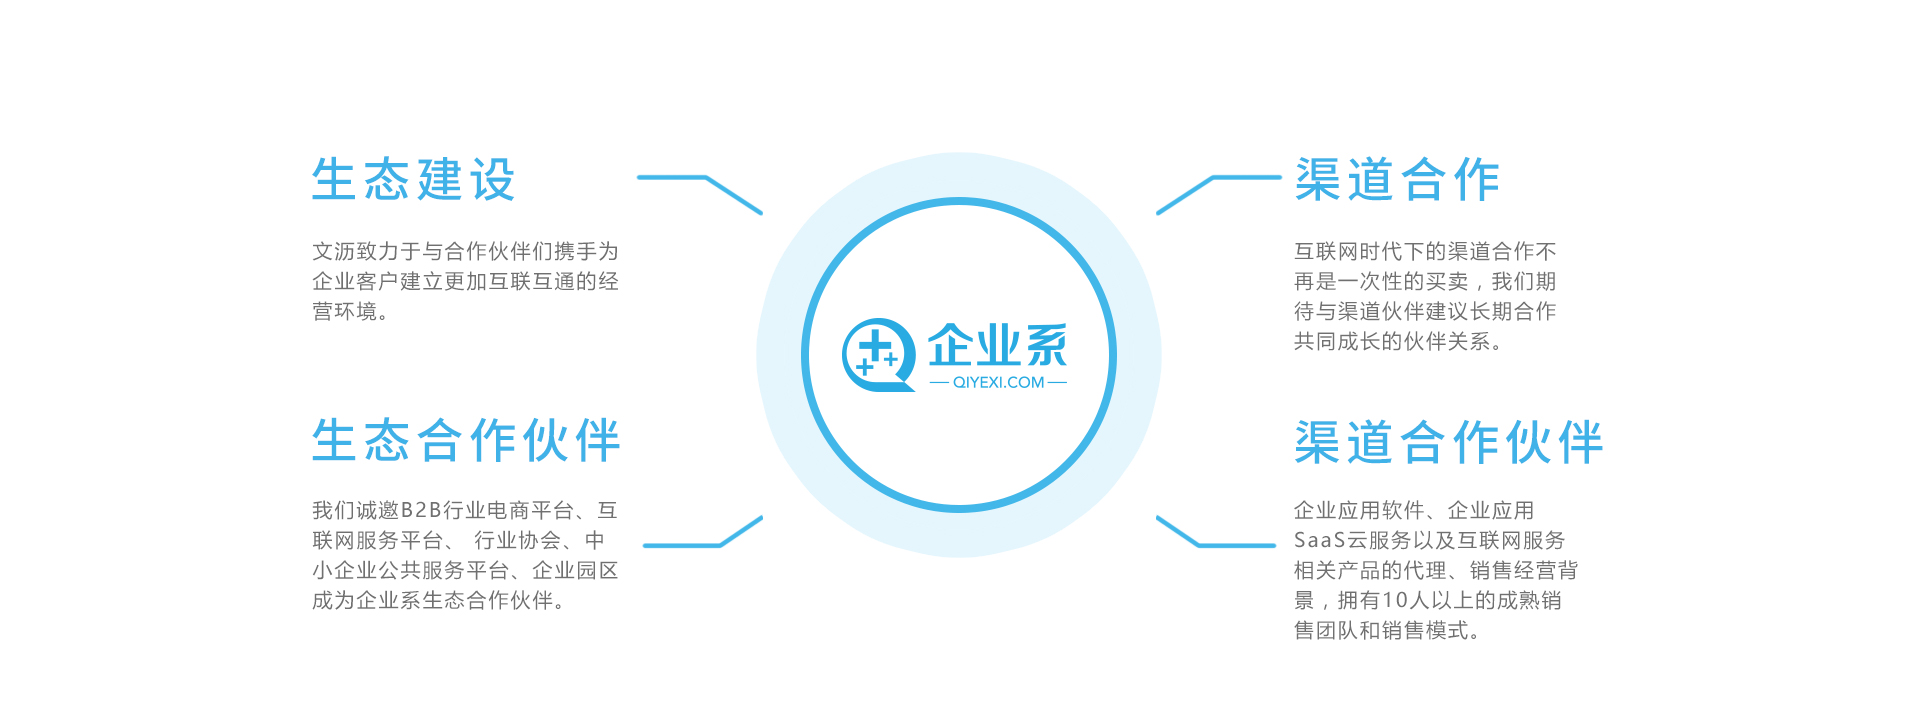 生态建设
文沥致力于与合作伙伴们携手为
企业客户建立更加互联互通的经
营环境。
生态合作伙伴
我们诚邀B2B行业电商平台、互
联网服务平台、 行业协会、中
小企业公共服务平台、企业园区
成为企业系生态合作伙伴。
企业系
QIYEXI.COM
渠道合作
互联网时代下的渠道合作不
再是一次性的买卖，我们期
待与渠道伙伴建议长期合作
共同成长的伙伴关系。
渠道合作伙伴
企业应用软件、企业应用
SaaS云服务以及互联网服务
相关产品的代理、销售经营背
景，拥有10人以上的成熟销
售团队和销售模式。